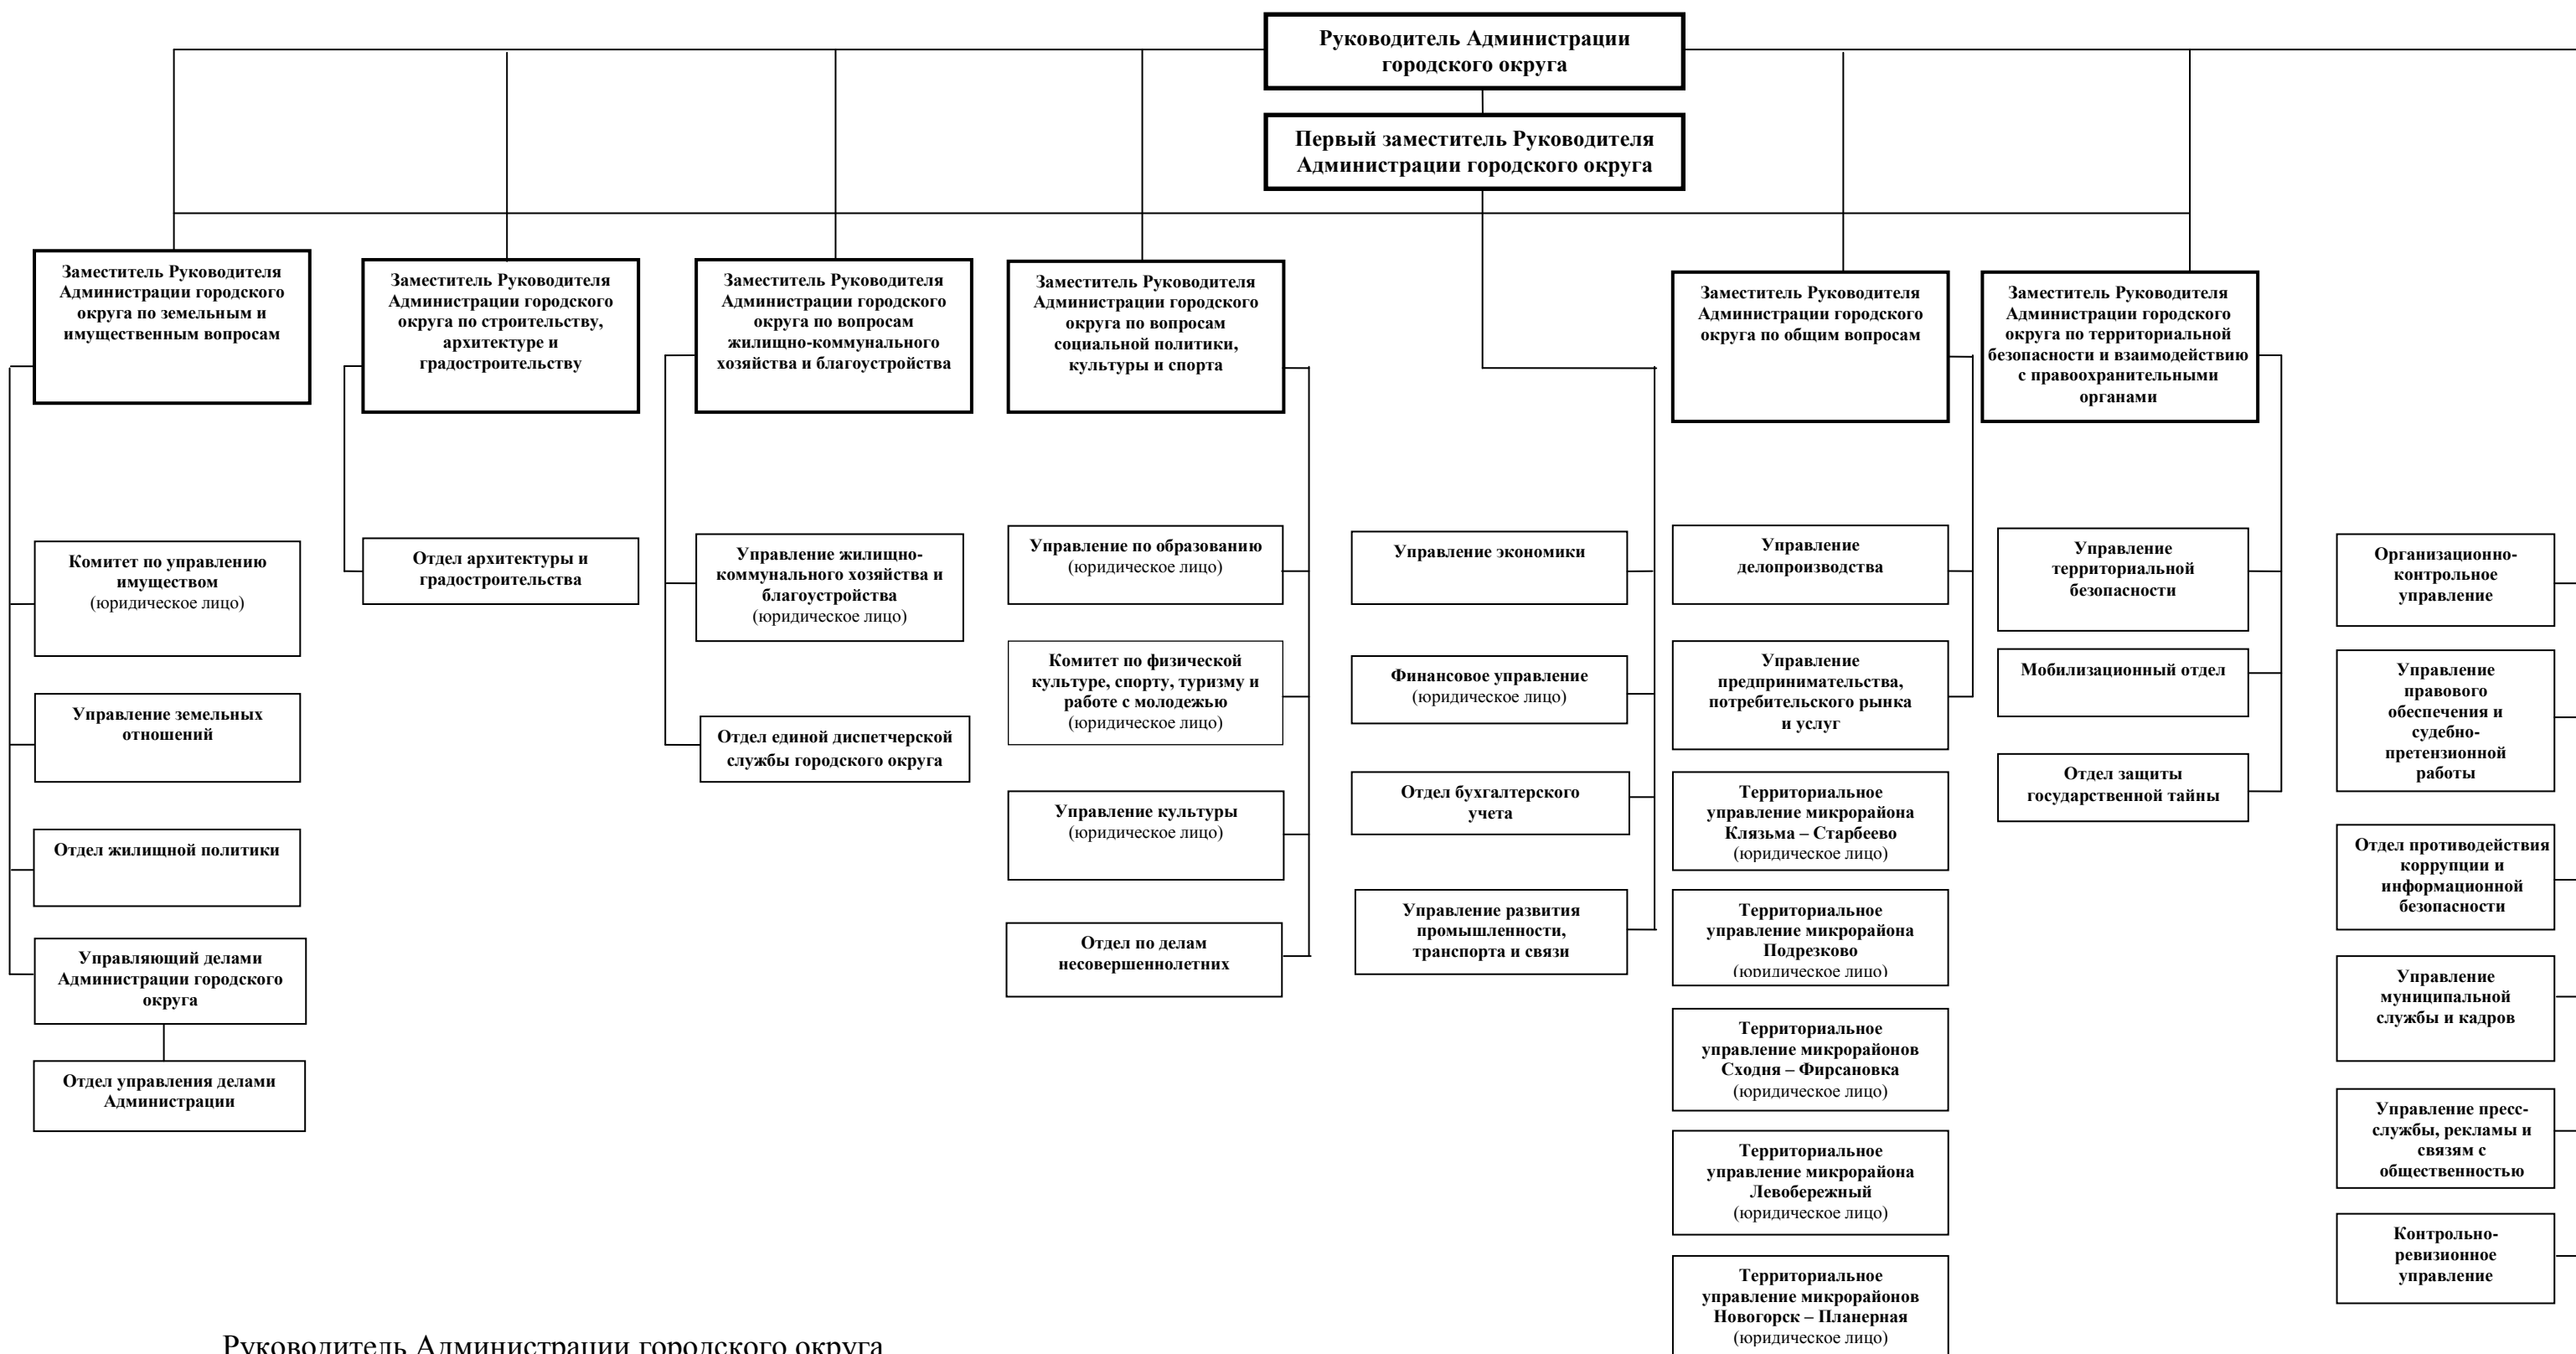 Руководитель Администрации
городского округа
Первый заместитель Руководителя
Администрации городского округа
Заместитель Руководителя
Администрации городского
округа по земельным и
имущественным вопросам
Заместитель Руководителя
Администрации городского
округа по строительству,
архитектуре и
градостроительству
Заместитель Руководителя
Администрации городского
округа по вопросам
жилищно-коммунального
хозяйства и благоустройства
Заместитель Руководителя
Администрации городского
округа по вопросам
социальной политики,
культуры и спорта
Заместитель Руководителя
Администрации городского
округа по общим вопросам
Заместитель Руководителя
Администрации городского
округа по территориальной
безопасности и взаимодействию
с правоохранительными
органами
Комитет по управлению
имуществом
(юридическое лицо)
Управление земельных
отношений
Отдел жилищной политики
Управляющий делами
Администрации городского
округа
Отдел управления делами
Администрации
Отдел архитектуры и
градостроительства
Управление жилищно-
коммунального хозяйства и
благоустройства
(юридическое лицо)
Отдел единой диспетчерской
службы городского округа
Управление по образованию
(юридическое лицо)
Комитет по физической
культуре, спорту, туризму и
работе с молодежью
(юридическое лицо)
Управление культуры
(юридическое лицо)
Отдел по делам
несовершеннолетних
Управление экономики
Финансовое управление
(юридическое лицо)
Отдел бухгалтерского
учета
Управление развития
промышленности,
транспорта и связи
Управление
делопроизводства
Управление
предпринимательства,
потребительского рынка
и услуг
Территориальное
управление микрорайона
Клязьма – Старбеево
(юридическое лицо)
Территориальное
управление микрорайона
Подрезково
(юридическое лицо)
Территориальное
управление микрорайонов
Сходня – Фирсановка
(юридическое лицо)
Территориальное
управление микрорайона
Левобережный
(юридическое лицо)
Территориальное
управление микрорайонов
Новогорск – Планерная
(юридическое лицо)
Управление
территориальной
безопасности
Мобилизационный отдел
Отдел защиты
государственной тайны
Организационно-
контрольное
управление
Управление
правового
обеспечения и
судебно-
претензионной
работы
Отдел противодействия
коррупции и
информационной
безопасности
Управление
муниципальной
службы и кадров
Управление пресс-
службы, рекламы и
связям с
общественностью
Контрольно-
ревизионное
управление
Руководитель Администрации городского округа